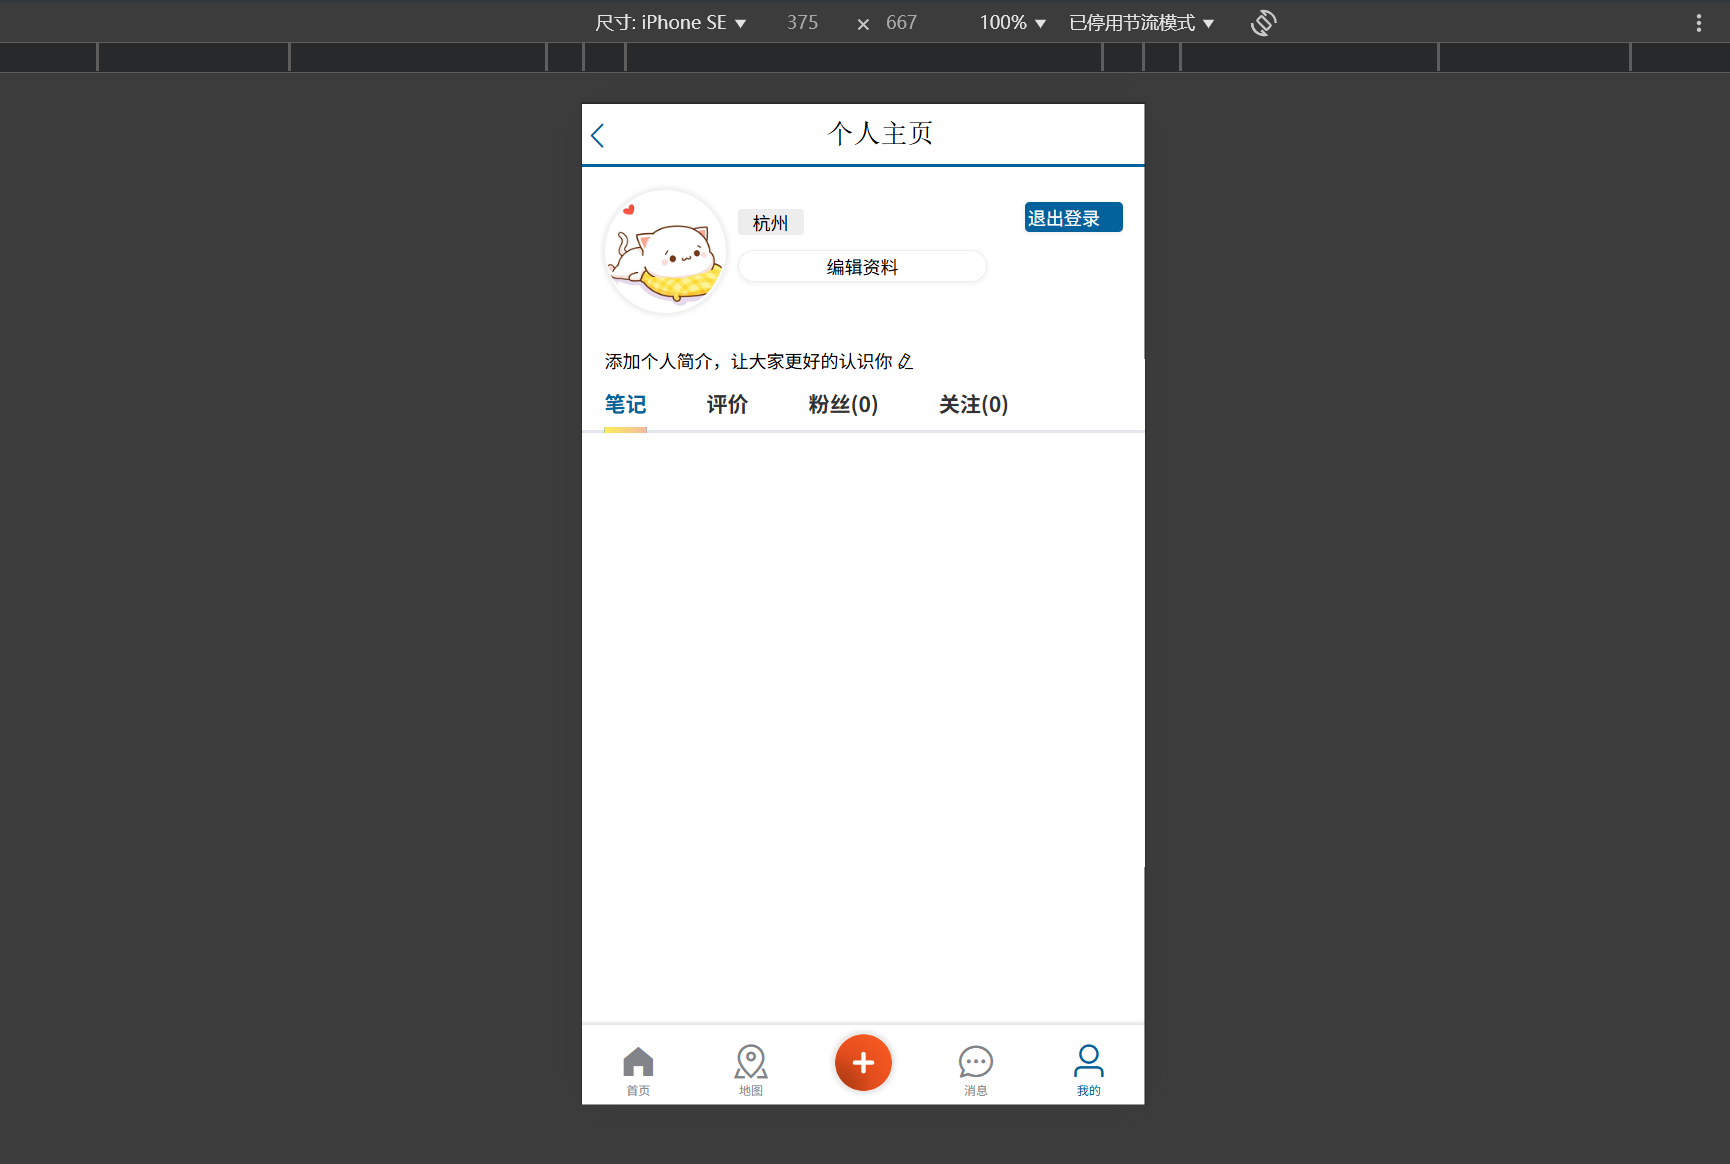 尺寸: iPhone SE ▼ 375 × 667 100% ▼ 已停用节流模式 ▼
个人主页
杭州
退出登录
编辑资料
添加个人简介，让大家更好的认识你
笔记 评价 粉丝(0) 关注(0)
首页 地图 消息 我的